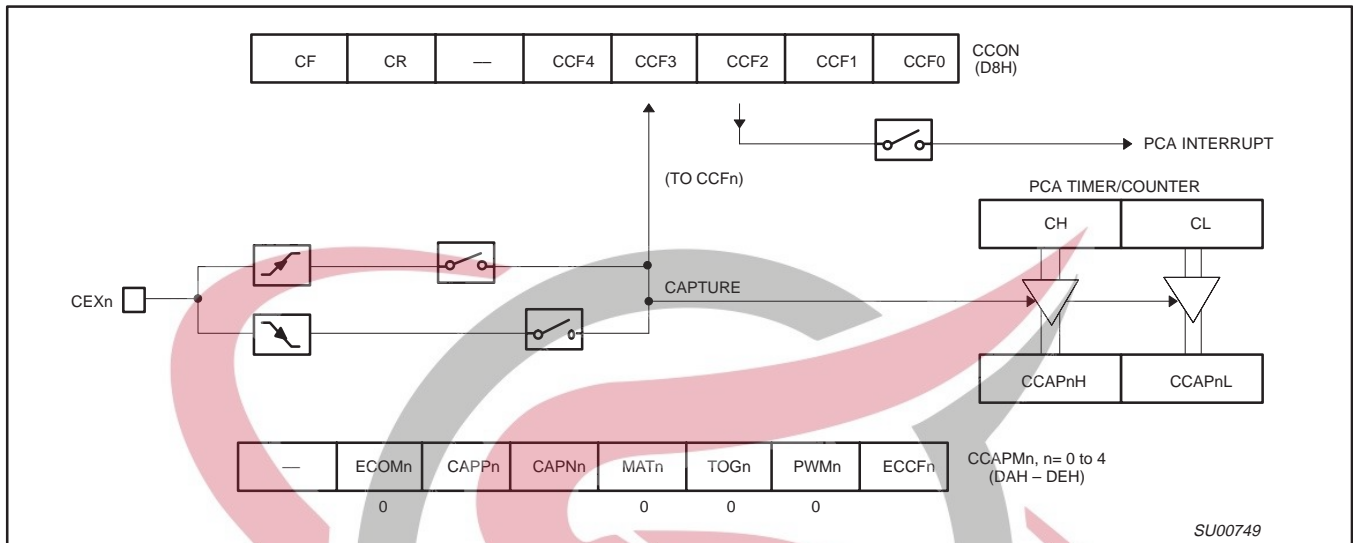 CF CR — CCF4 CCF3 CCF2 CCF1 CCF0
CCON
(D8H)
PCA INTERRUPT
(TO CCFn)
PCA TIMER/COUNTER
CH CL
CEXn
CAPTURE
CCAPnH CCAPnL
— ECOMn CAPPn CAPNn MATn TOGn PWMn ECCFn
CCAPMn, n= 0 to 4
(DAH – DEH)
0 0 0 0
SU00749